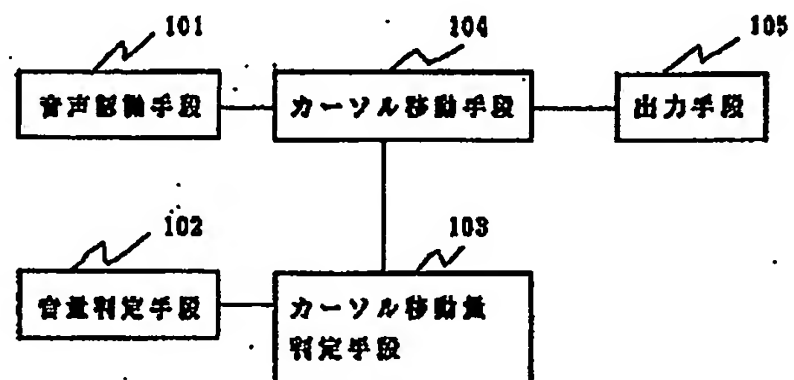 101
104
105
音声認識手段
カーソル移動手段
出力手段
102
103
音量判定手段
カーソル移動量
判定手段